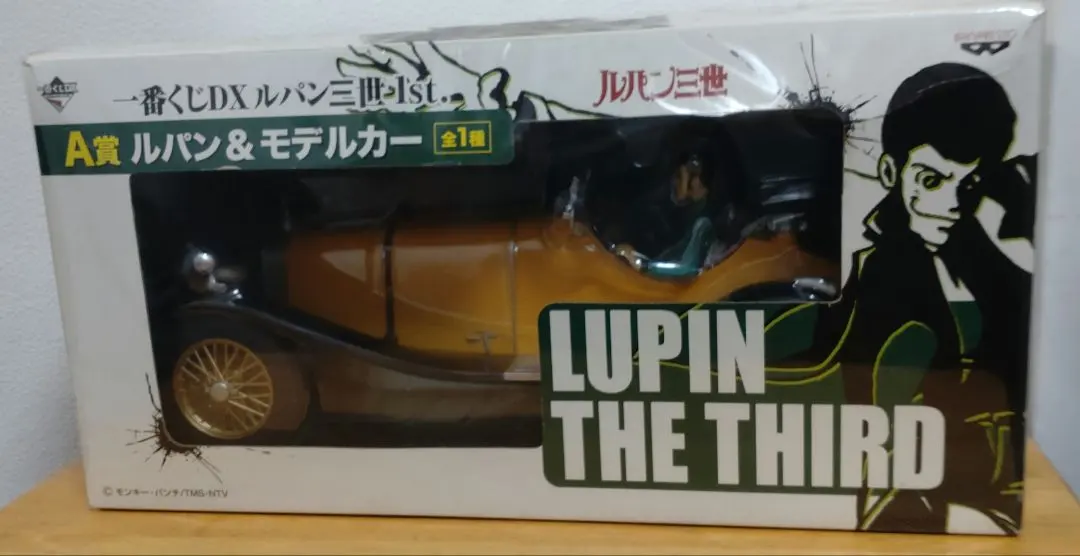 一番くじDX ルパン三世 1st.
ルパン三世
BANPRESTO
A賞 ルパン&モデルカー 全1種
LUPIN
THE THIRD
© モンキー・パンチ/TMS・NTV